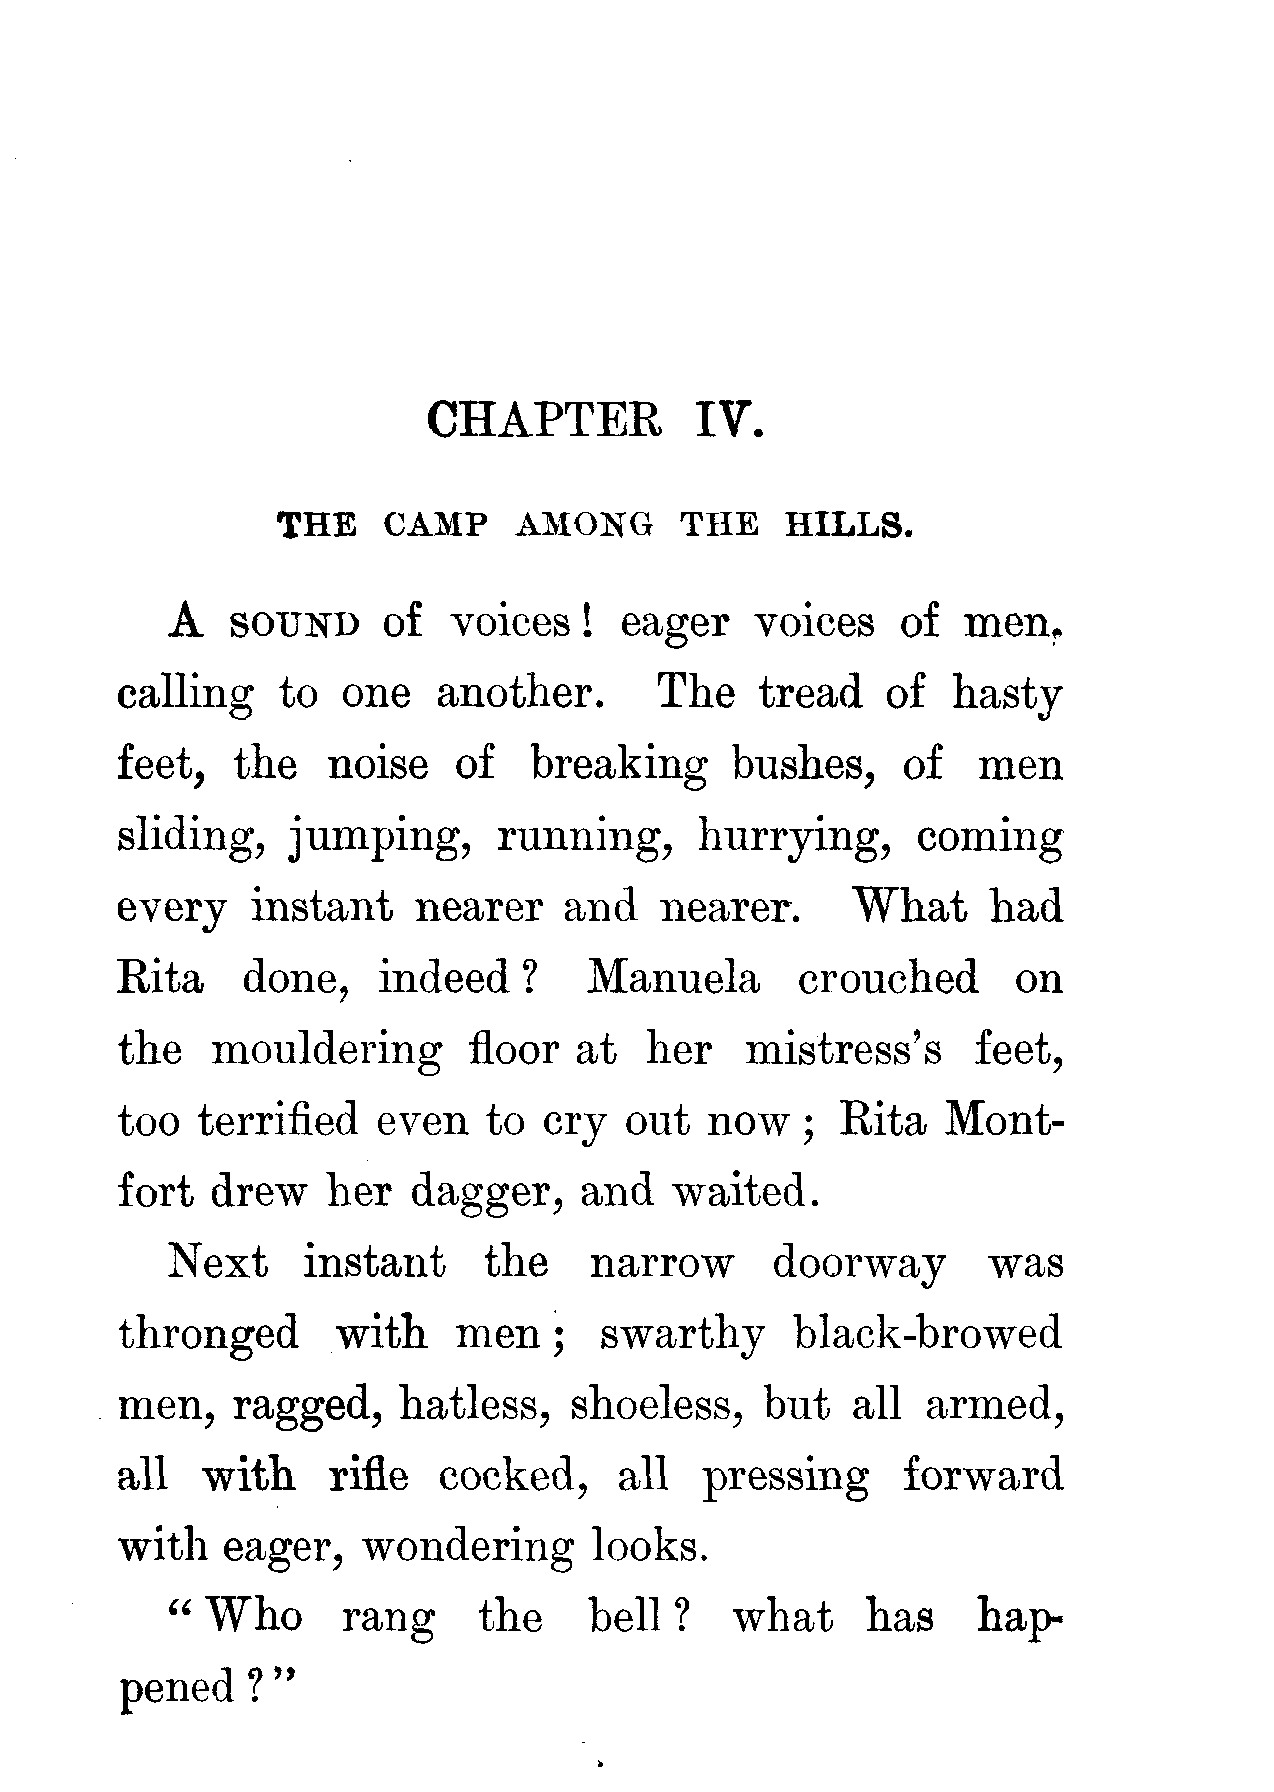 CHAPTER IV.
THE CAMP AMONG THE HILLS.
A SOUND of voices! eager voices of men,
calling to one another. The tread of hasty
feet, the noise of breaking bushes, of men
sliding, jumping, running, hurrying, coming
every instant nearer and nearer. What had
Rita done, indeed? Manuela crouched on
the mouldering floor at her mistress's feet,
too terrified even to cry out now; Rita Mont-
fort drew her dagger, and waited.
Next instant the narrow doorway was
thronged with men; swarthy black-browed
men, ragged, hatless, shoeless, but all armed,
all with rifle cocked, all pressing forward
with eager, wondering looks.
"Who rang the bell? what has hap-
pened?"